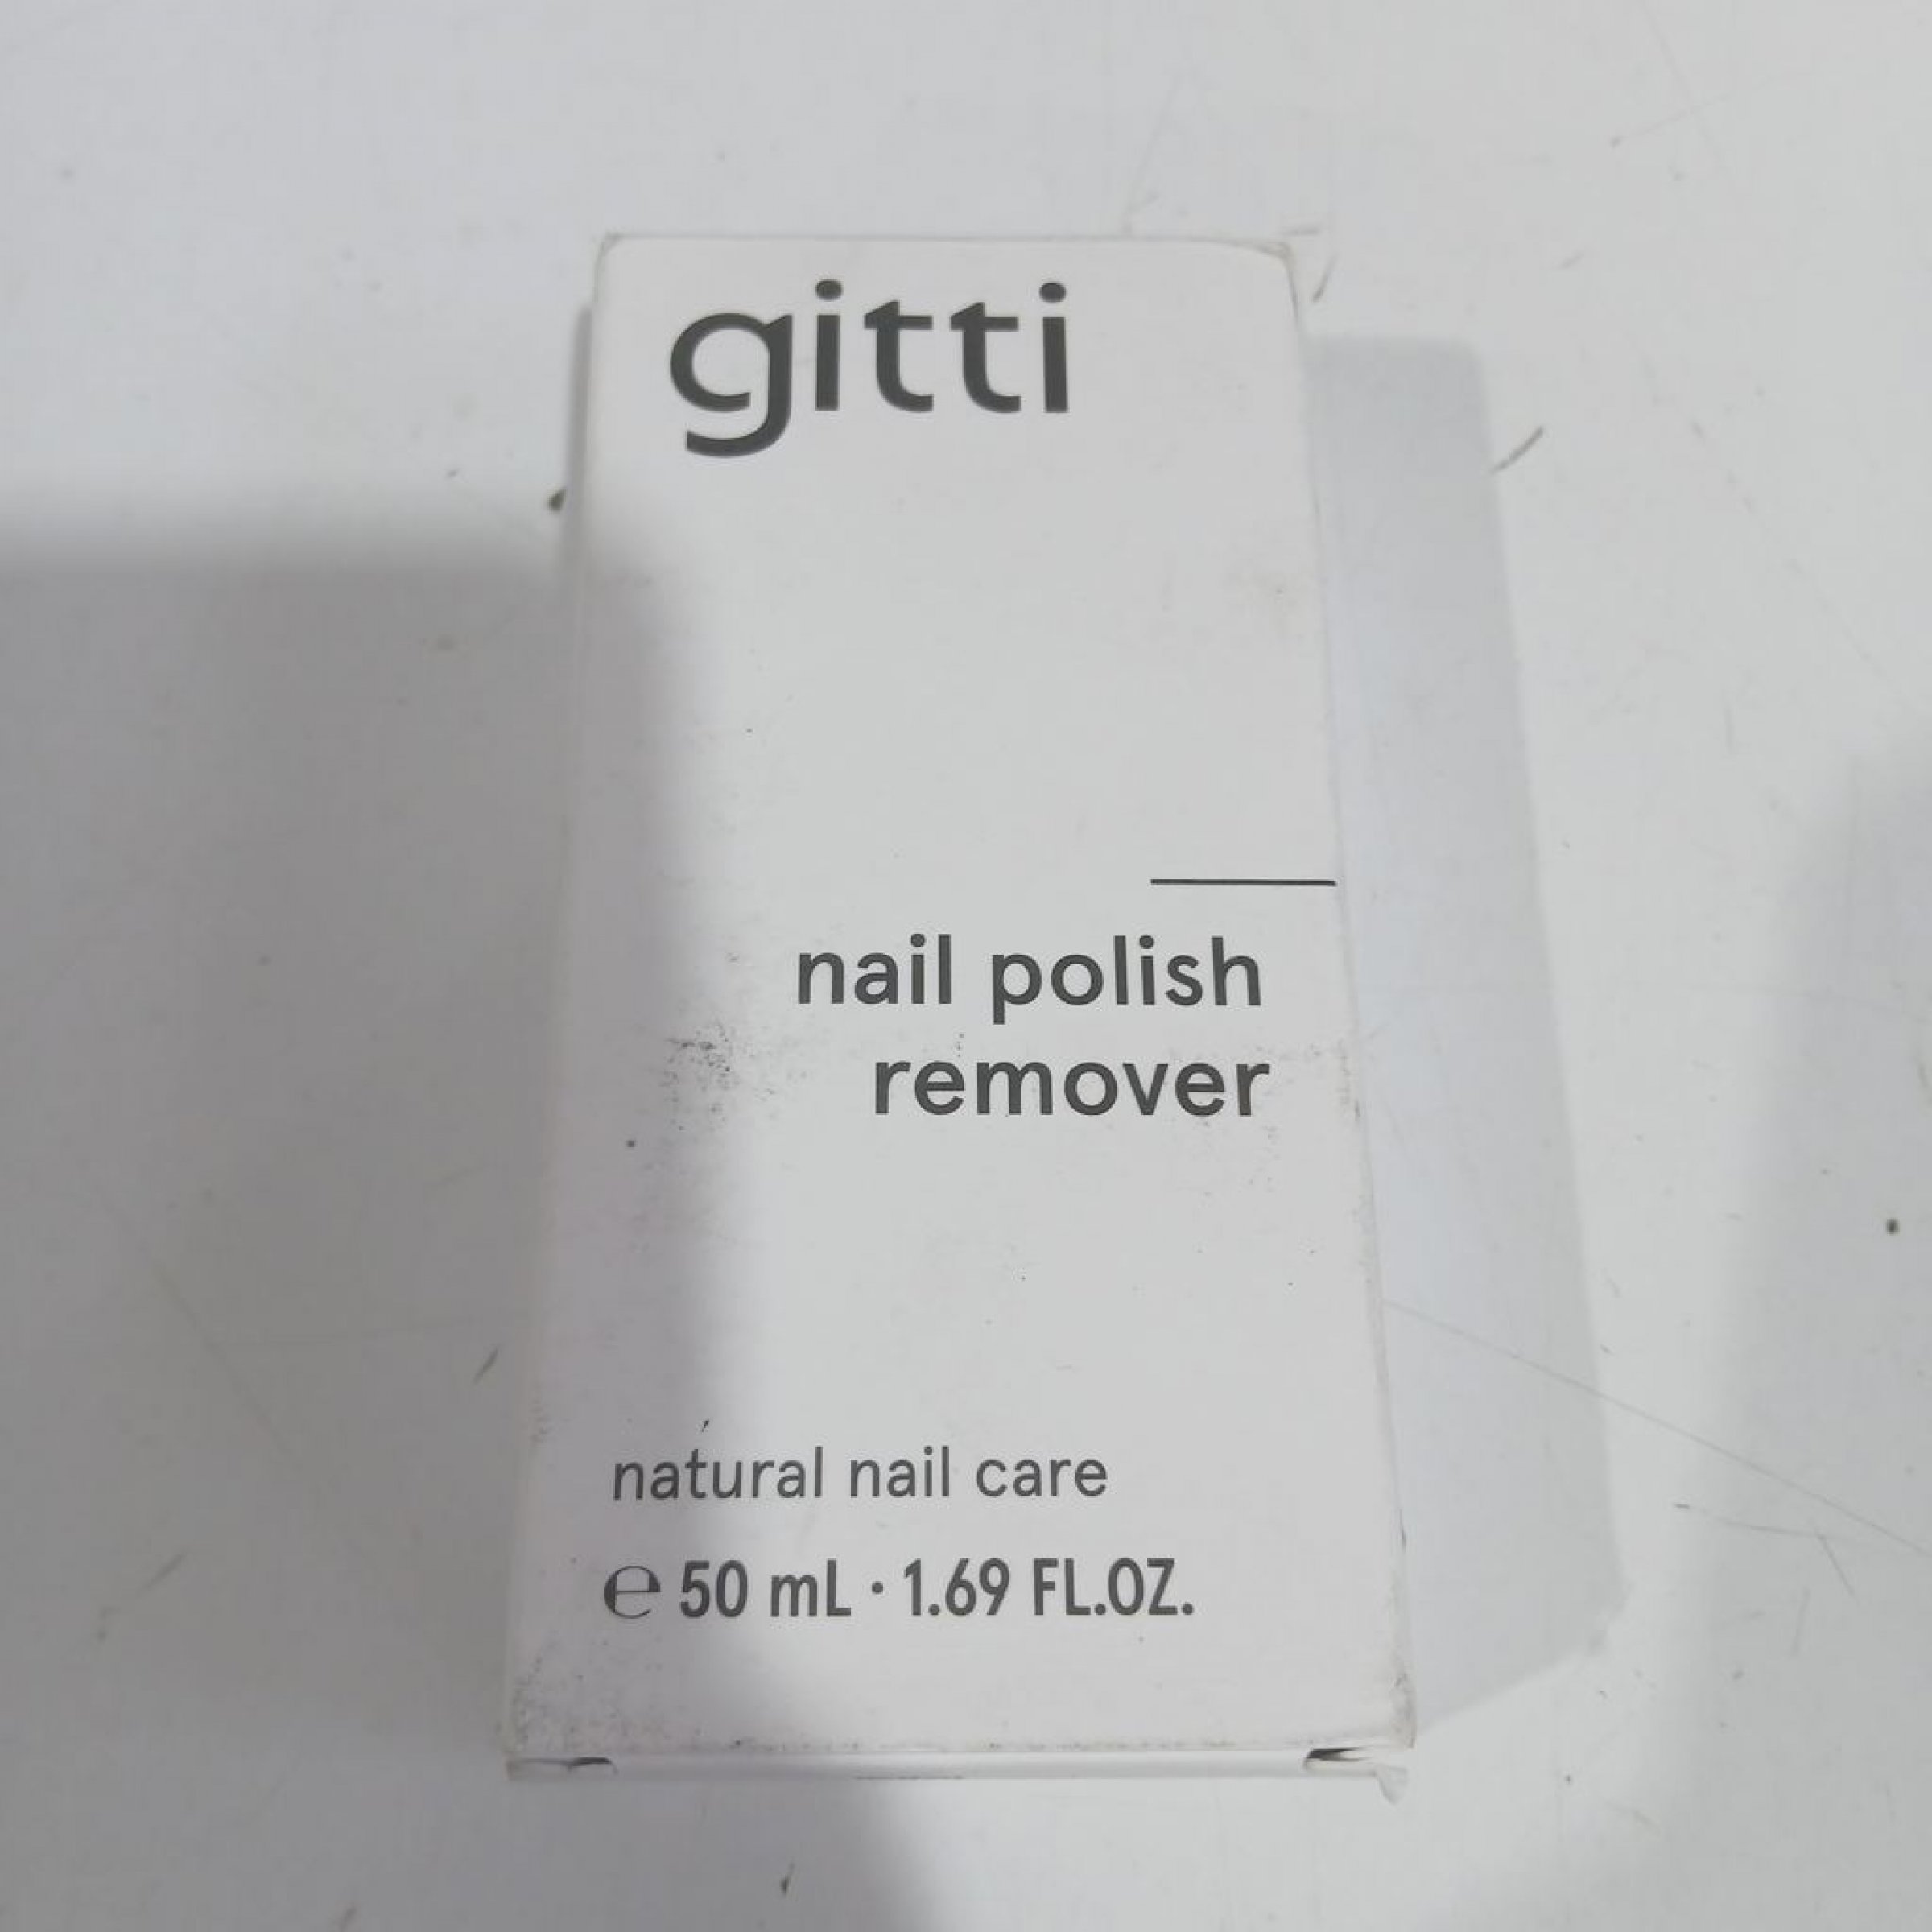 gitti
nail polish
remover
natural nail care
℮ 50 mL · 1.69 FL.OZ.